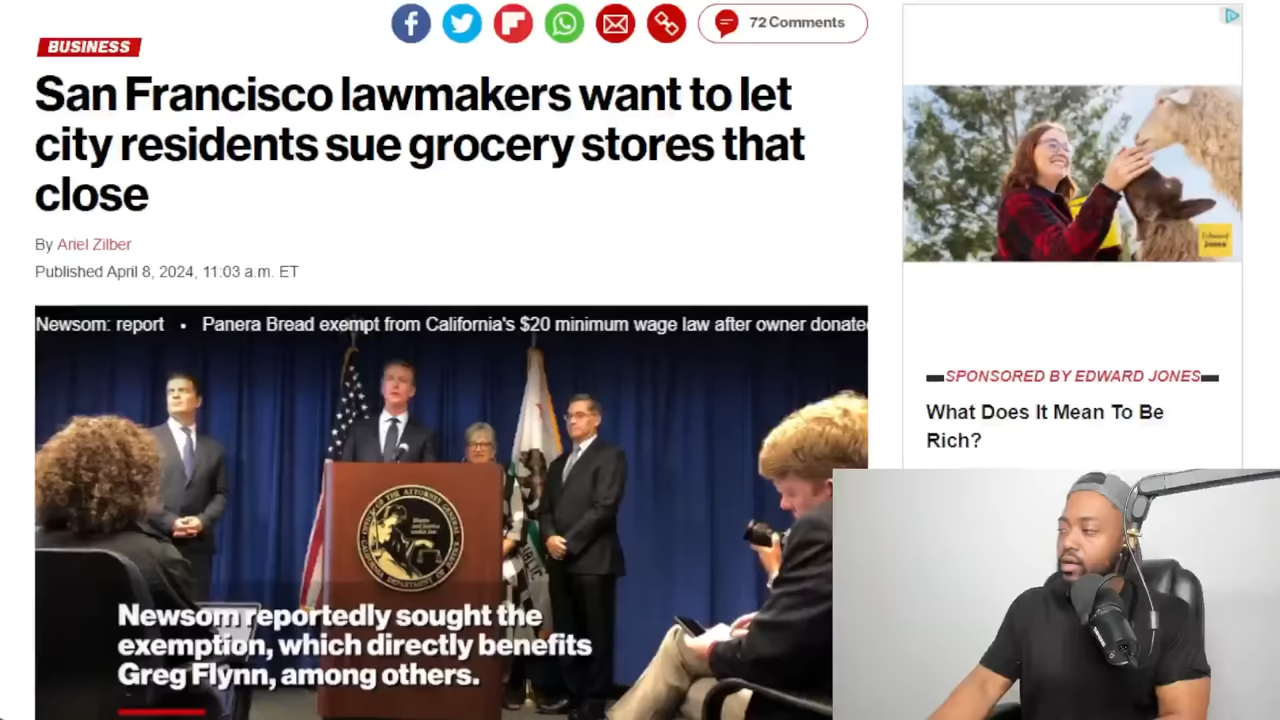 72 Comments
BUSINESS
San Francisco lawmakers want to let
city residents sue grocery stores that
close
By Ariel Zilber
Published April 8, 2024, 11:03 a.m. ET
Newsom: report • Panera Bread exempt from California's $20 minimum wage law after owner donated
Newsom reportedly sought the
exemption, which directly benefits
Greg Flynn, among others.
Edward
Jones
SPONSORED BY EDWARD JONES
What Does It Mean To Be
Rich?